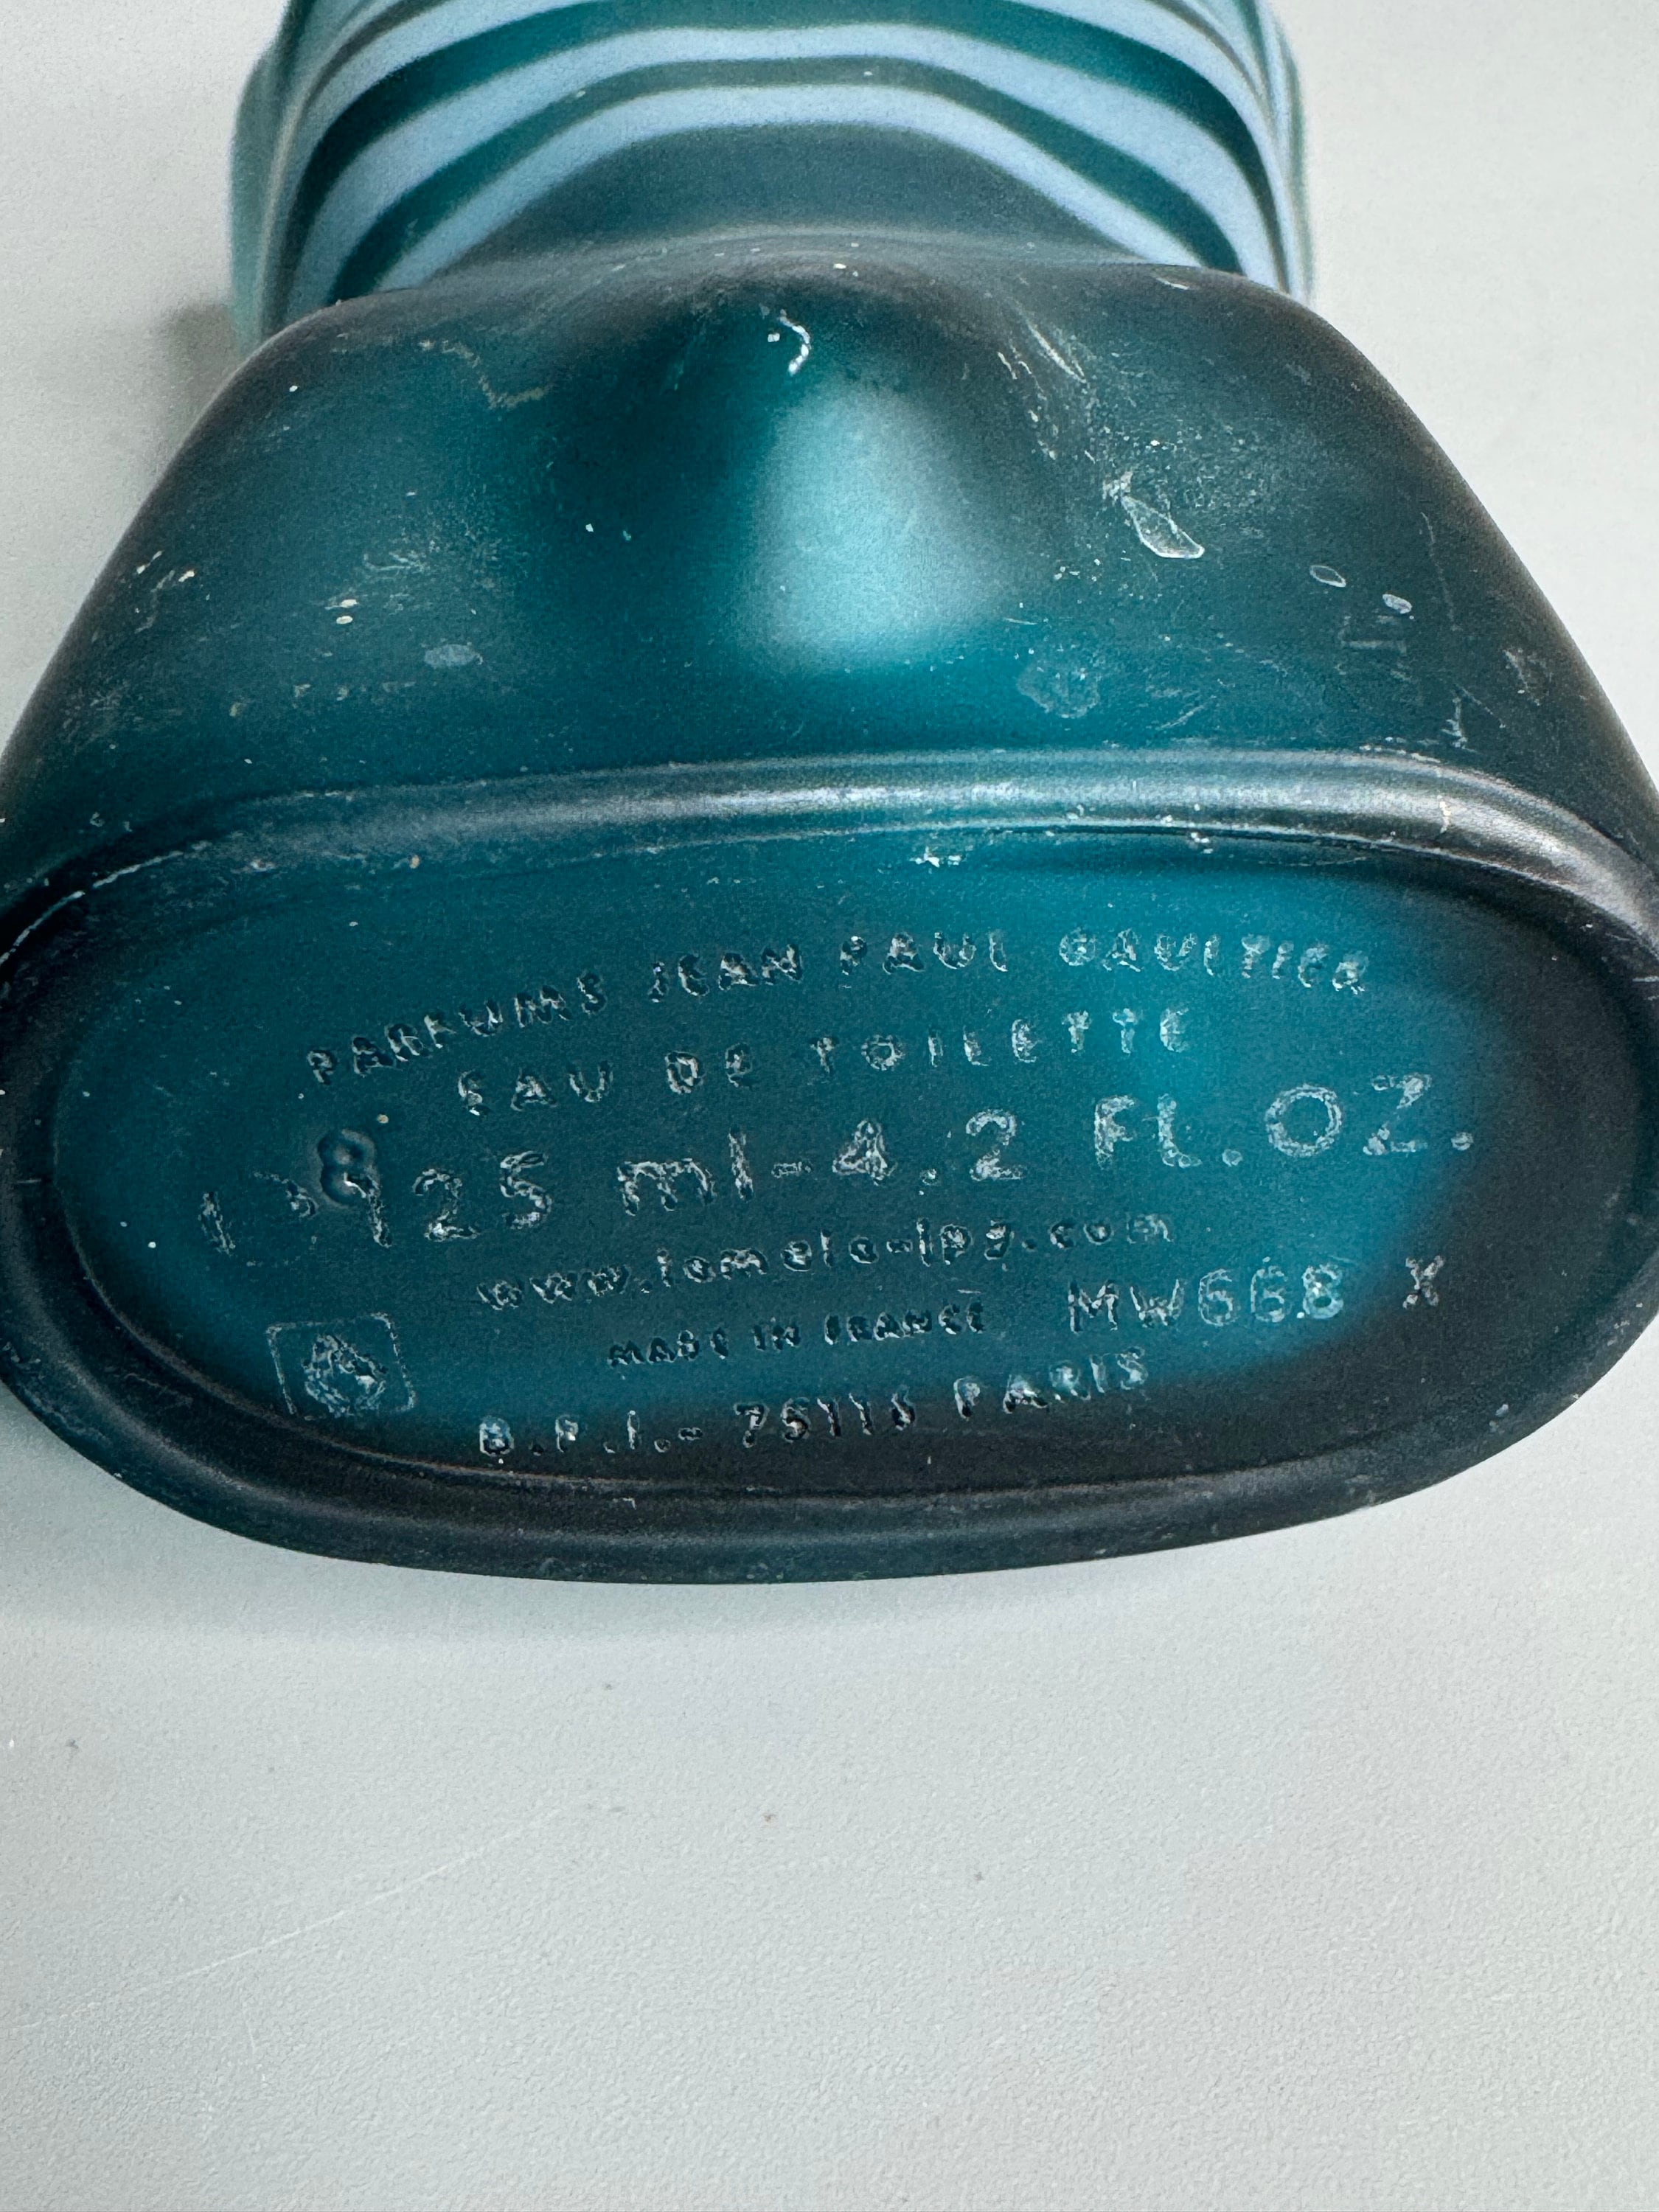 PARFUMS JEAN PAUL GAULTIER
EAU DE TOILETTE
8
125 ml-4.2 FL.OZ.
MADE IN FRANCE MW668 X
B.P.I.- 75116 PARIS